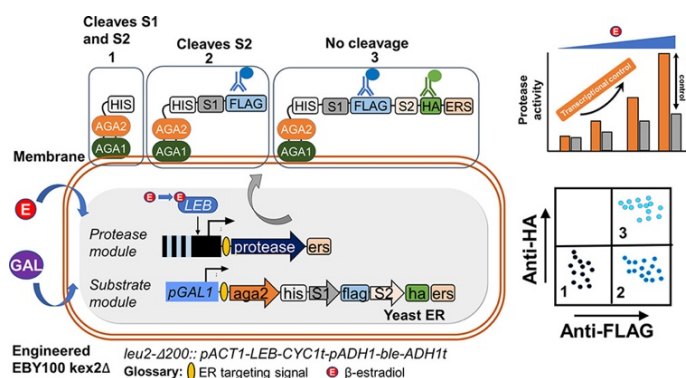 Cleaves S1
and S2
1
Cleaves S2
2
No cleavage
3
HIS
AGA2
AGA1
HIS S1 FLAG
AGA2
AGA1
HIS S1 FLAG S2 HA ERS
AGA2
AGA1
Membrane
E
GAL
E E LEB
Protease
module
protease ers
Substrate
module
pGAL1 aga2 his S1 flag S2 ha ers
Yeast ER
Engineered
EBY100 kex2Δ
leu2-Δ200:: pACT1-LEB-CYC1t-pADH1-ble-ADH1t
Glossary: ER targeting signal E β-estradiol
E
Protease
activity
Transcriptional control
control
Anti-HA
3
1
2
Anti-FLAG